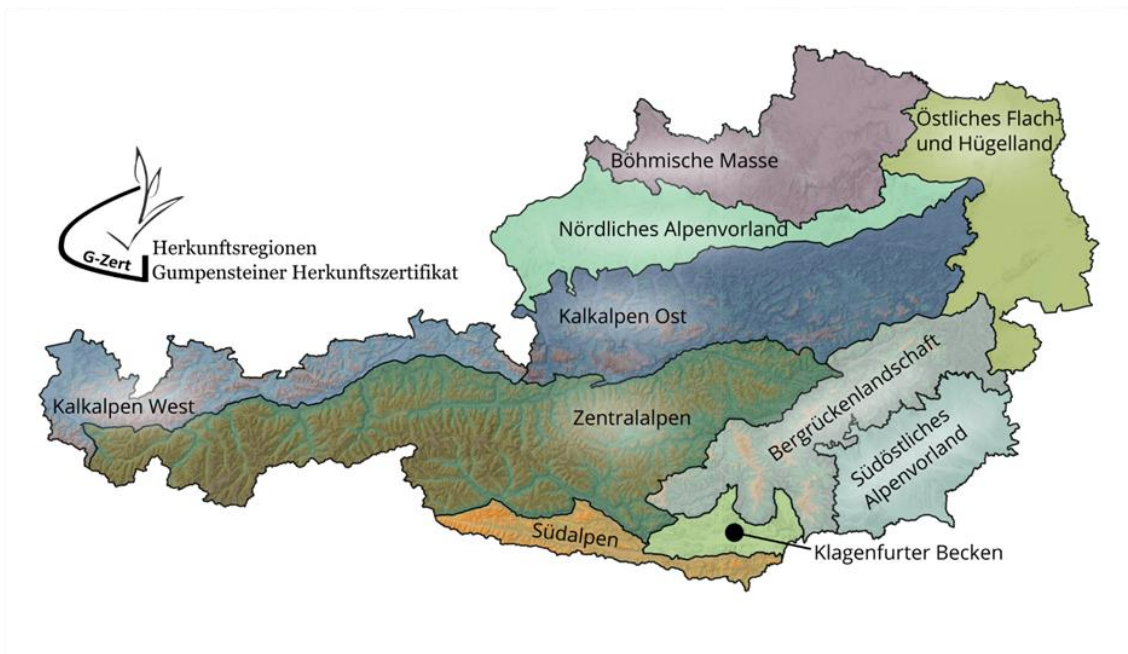 Östliches Flach-
und Hügelland
Böhmische Masse
Nördliches Alpenvorland
G-Zert
Herkunftsregionen
Gumpensteiner Herkunftszertifikat
Kalkalpen Ost
Bergrückenlandschaft
Kalkalpen West
Zentralalpen
Südöstliches
Alpenvorland
Südalpen
Klagenfurter Becken